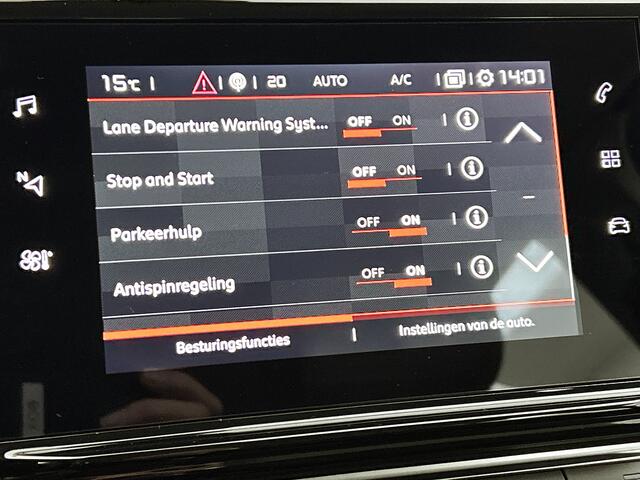 15°C 20 AUTO A/C 14:01
Lane Departure Warning Syst... OFF ON
Stop and Start OFF ON
Parkeerhulp OFF ON
Antispinregeling OFF ON
Besturingsfuncties Instellingen van de auto.
N